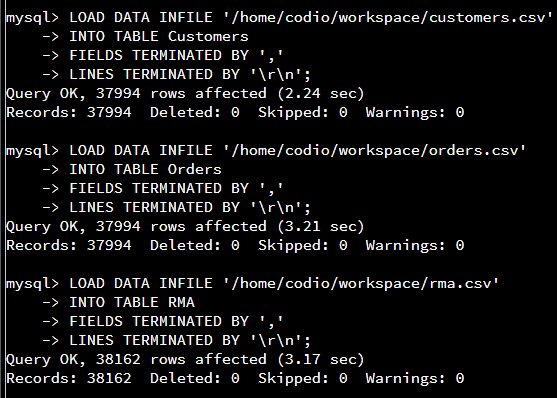 mysql> LOAD DATA INFILE '/home/codio/workspace/customers.csv'
-> INTO TABLE Customers
-> FIELDS TERMINATED BY ','
-> LINES TERMINATED BY '\r\n';
Query OK, 37994 rows affected (2.24 sec)
Records: 37994  Deleted: 0  Skipped: 0  Warnings: 0
mysql> LOAD DATA INFILE '/home/codio/workspace/orders.csv'
-> INTO TABLE Orders
-> FIELDS TERMINATED BY ','
-> LINES TERMINATED BY '\r\n';
Query OK, 37994 rows affected (3.21 sec)
Records: 37994  Deleted: 0  Skipped: 0  Warnings: 0
mysql> LOAD DATA INFILE '/home/codio/workspace/rma.csv'
-> INTO TABLE RMA
-> FIELDS TERMINATED BY ','
-> LINES TERMINATED BY '\r\n';
Query OK, 38162 rows affected (3.17 sec)
Records: 38162  Deleted: 0  Skipped: 0  Warnings: 0